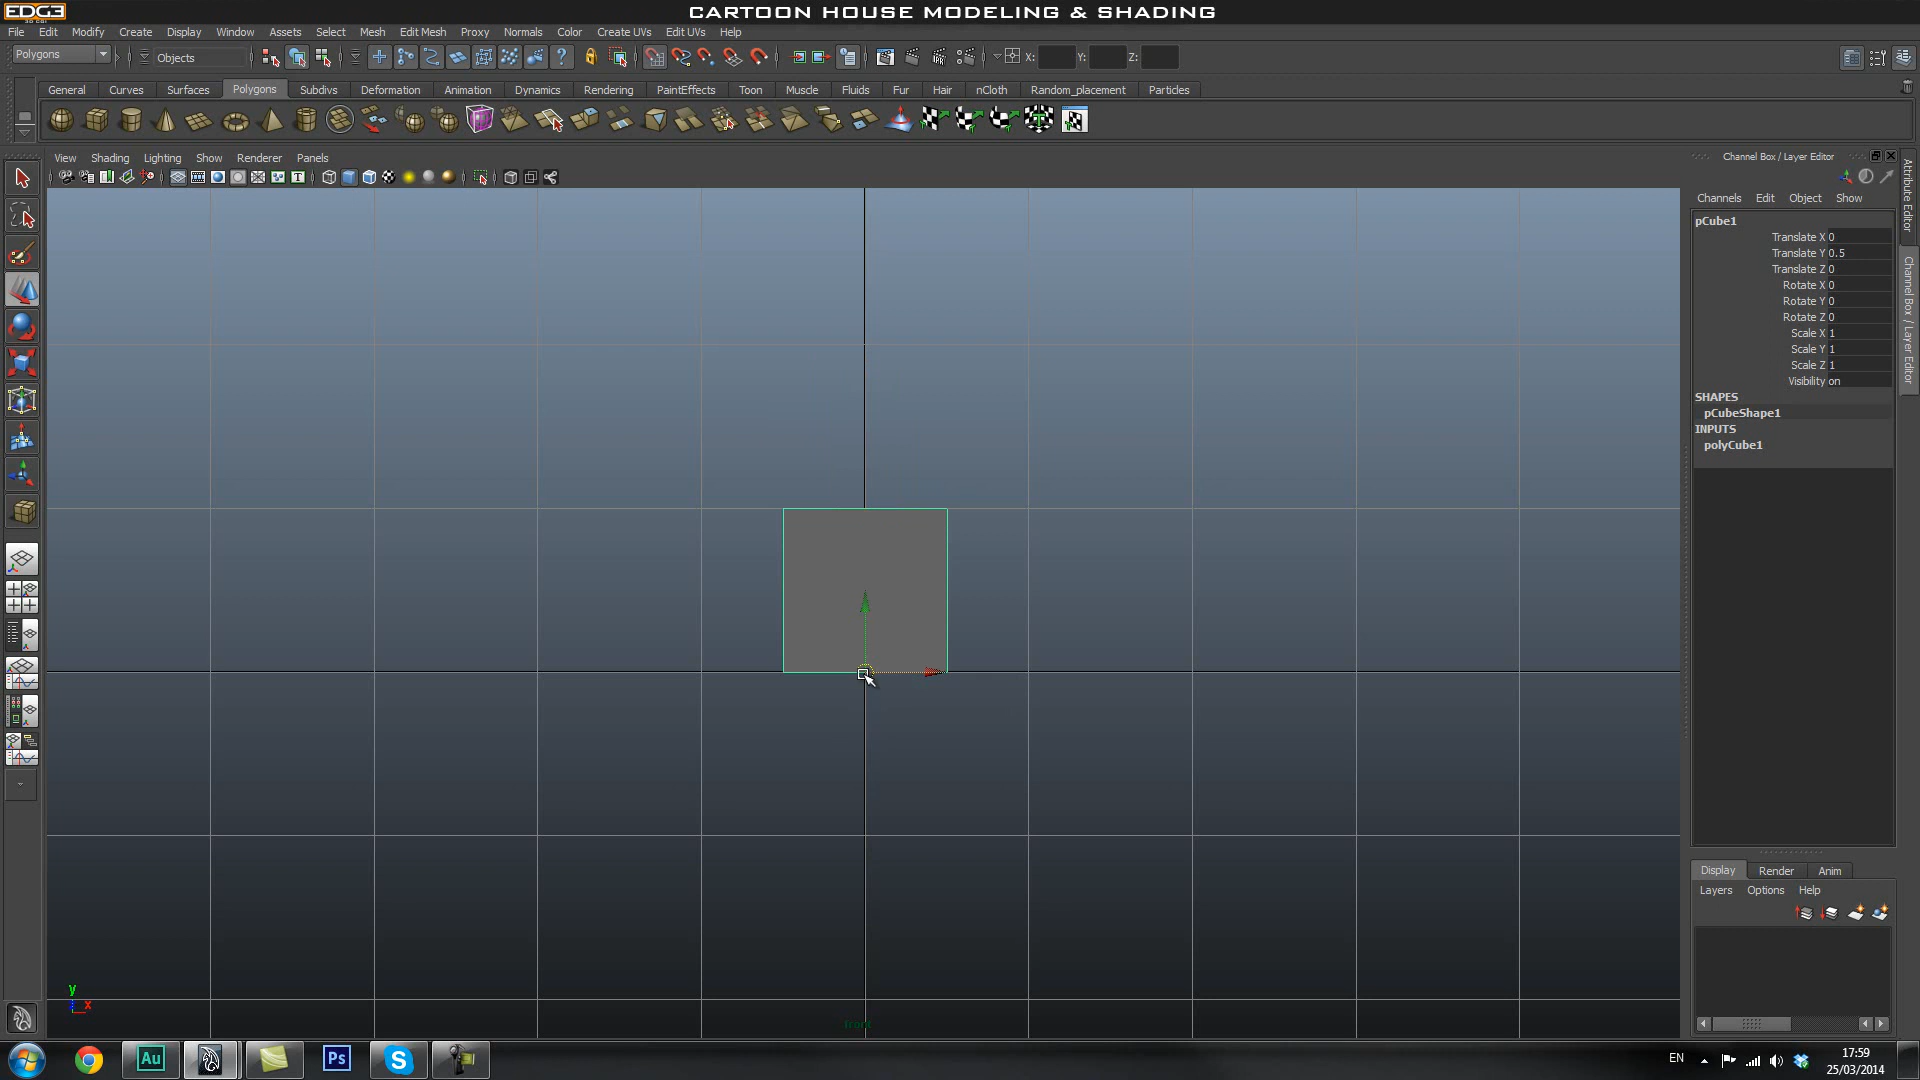 EDGE
3D CGI
CARTOON HOUSE MODELING & SHADING
File Edit Modify Create Display Window Assets Select Mesh Edit Mesh Proxy Normals Color Create UVs Edit UVs Help
Polygons Objects X: Y: Z:
General Curves Surfaces Polygons Subdivs Deformation Animation Dynamics Rendering PaintEffects Toon Muscle Fluids Fur Hair nCloth Random_placement Particles
View Shading Lighting Show Renderer Panels
Channel Box / Layer Editor
Channels Edit Object Show
pCube1
Translate X 0
Translate Y 0.5
Translate Z 0
Rotate X 0
Rotate Y 0
Rotate Z 0
Scale X 1
Scale Y 1
Scale Z 1
Visibility on
SHAPES
pCubeShape1
INPUTS
polyCube1
Attribute Editor
Channel Box / Layer Editor
Display Render Anim
Layers Options Help
y
x
front
Au
Ps
EN
17:59
25/03/2014